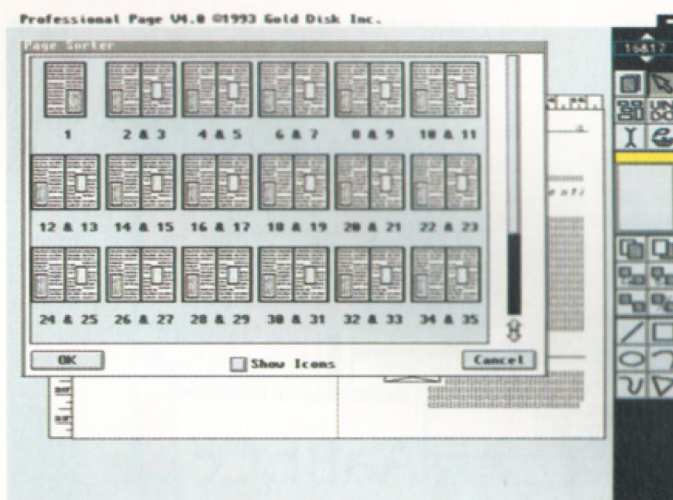 Professional Page V4.0 ©1993 Gold Disk Inc.
Page Sorter
16&17
1
2 & 3
4 & 5
6 & 7
8 & 9
10 & 11
12 & 13
14 & 15
16 & 17
18 & 19
20 & 21
22 & 23
24 & 25
26 & 27
28 & 29
30 & 31
32 & 33
34 & 35
OK
Show Icons
Cancel